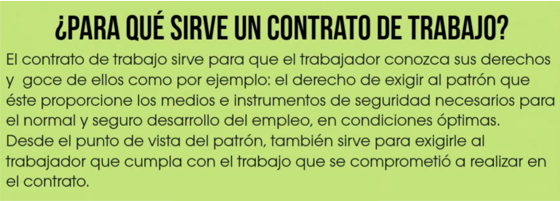 ¿PARA QUÉ SIRVE UN CONTRATO DE TRABAJO?
El contrato de trabajo sirve para que el trabajador conozca sus derechos
y  goce de ellos como por ejemplo: el derecho de exigir al patrón que
éste proporcione los medios e instrumentos de seguridad necesarios para
el normal y seguro desarrollo del empleo, en condiciones óptimas.
Desde el punto de vista del patrón, también sirve para exigirle al
trabajador que cumpla con el trabajo que se comprometió a realizar en
el contrato.